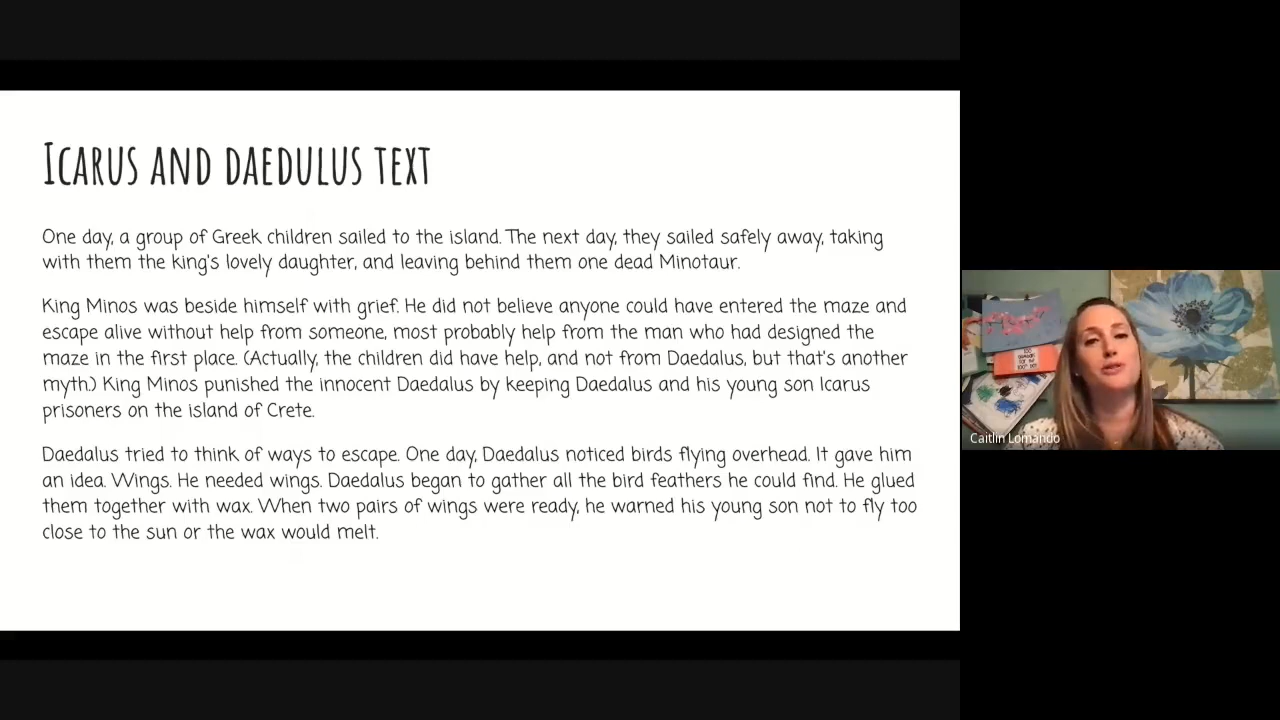 Icarus and daedulus text
One day, a group of Greek children sailed to the island. The next day, they sailed safely away, taking
with them the king's lovely daughter, and leaving behind them one dead Minotaur.
King Minos was beside himself with grief. He did not believe anyone could have entered the maze and
escape alive without help from someone, most probably help from the man who had designed the
maze in the first place. (Actually, the children did have help, and not from Daedalus, but that's another
myth.) King Minos punished the innocent Daedalus by keeping Daedalus and his young son Icarus
prisoners on the island of Crete.
Daedalus tried to think of ways to escape. One day, Daedalus noticed birds flying overhead. It gave him
an idea. Wings. He needed wings. Daedalus began to gather all the bird feathers he could find. He glued
them together with wax. When two pairs of wings were ready, he warned his young son not to fly too
close to the sun or the wax would melt.
Caitlin Lomando